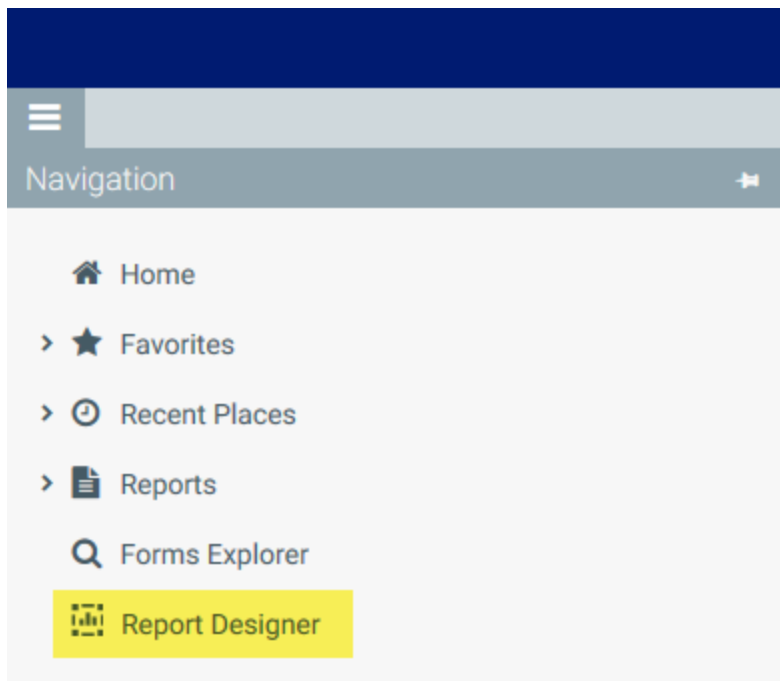 Navigation
Home
Favorites
Recent Places
Reports
Forms Explorer
Report Designer